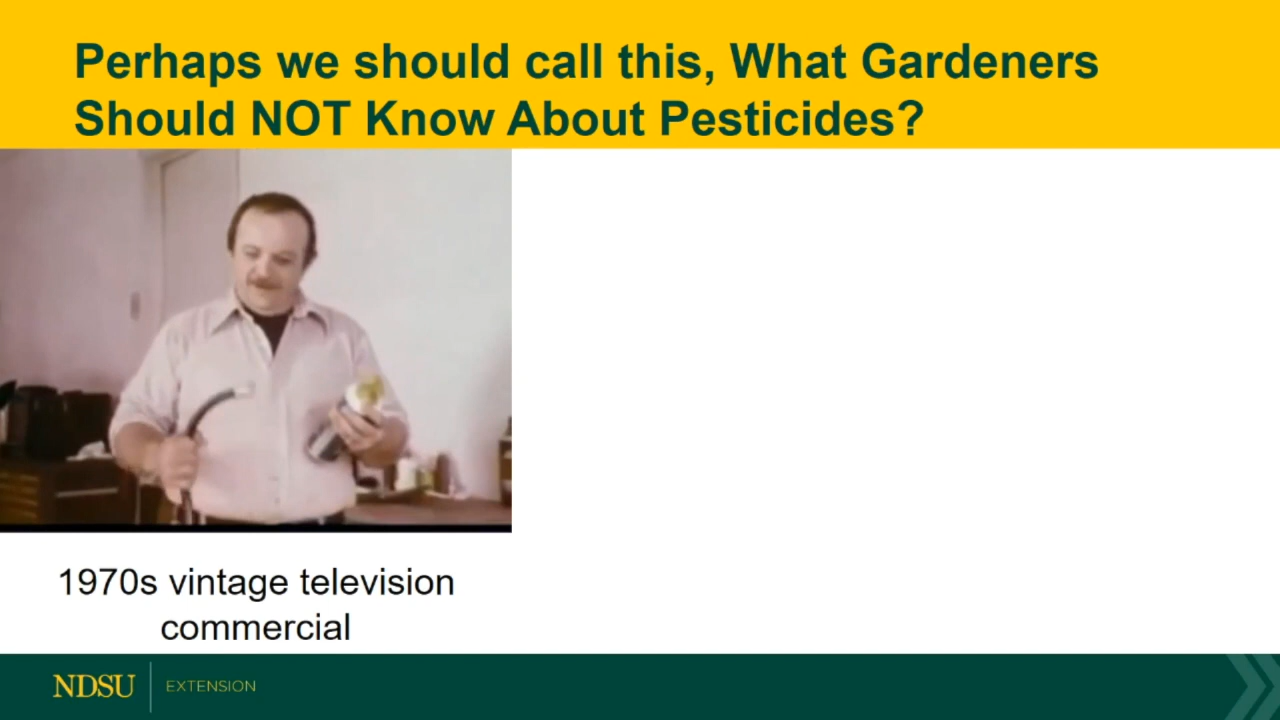 Perhaps we should call this, What Gardeners
Should NOT Know About Pesticides?
1970s vintage television
commercial
NDSU EXTENSION